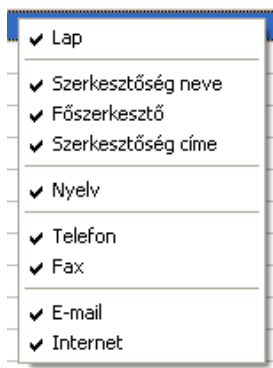 Lap
Szerkesztőség neve
Főszerkesztő
Szerkesztőség címe
Nyelv
Telefon
Fax
E-mail
Internet